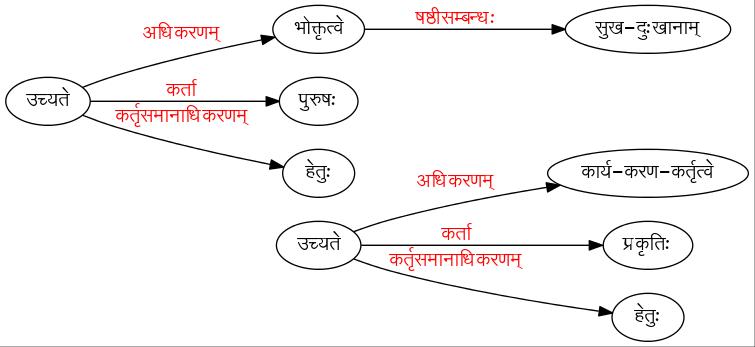 अधिकरणम्
भोक्तृत्वे
षष्ठीसम्बन्धः
सुख-दुःखानाम्
उच्यते
कर्ता
पुरुषः
कर्तृसमानाधिकरणम्
हेतुः
अधिकरणम्
कार्य-करण-कर्तृत्वे
उच्यते
कर्ता
प्रकृतिः
कर्तृसमानाधिकरणम्
हेतुः